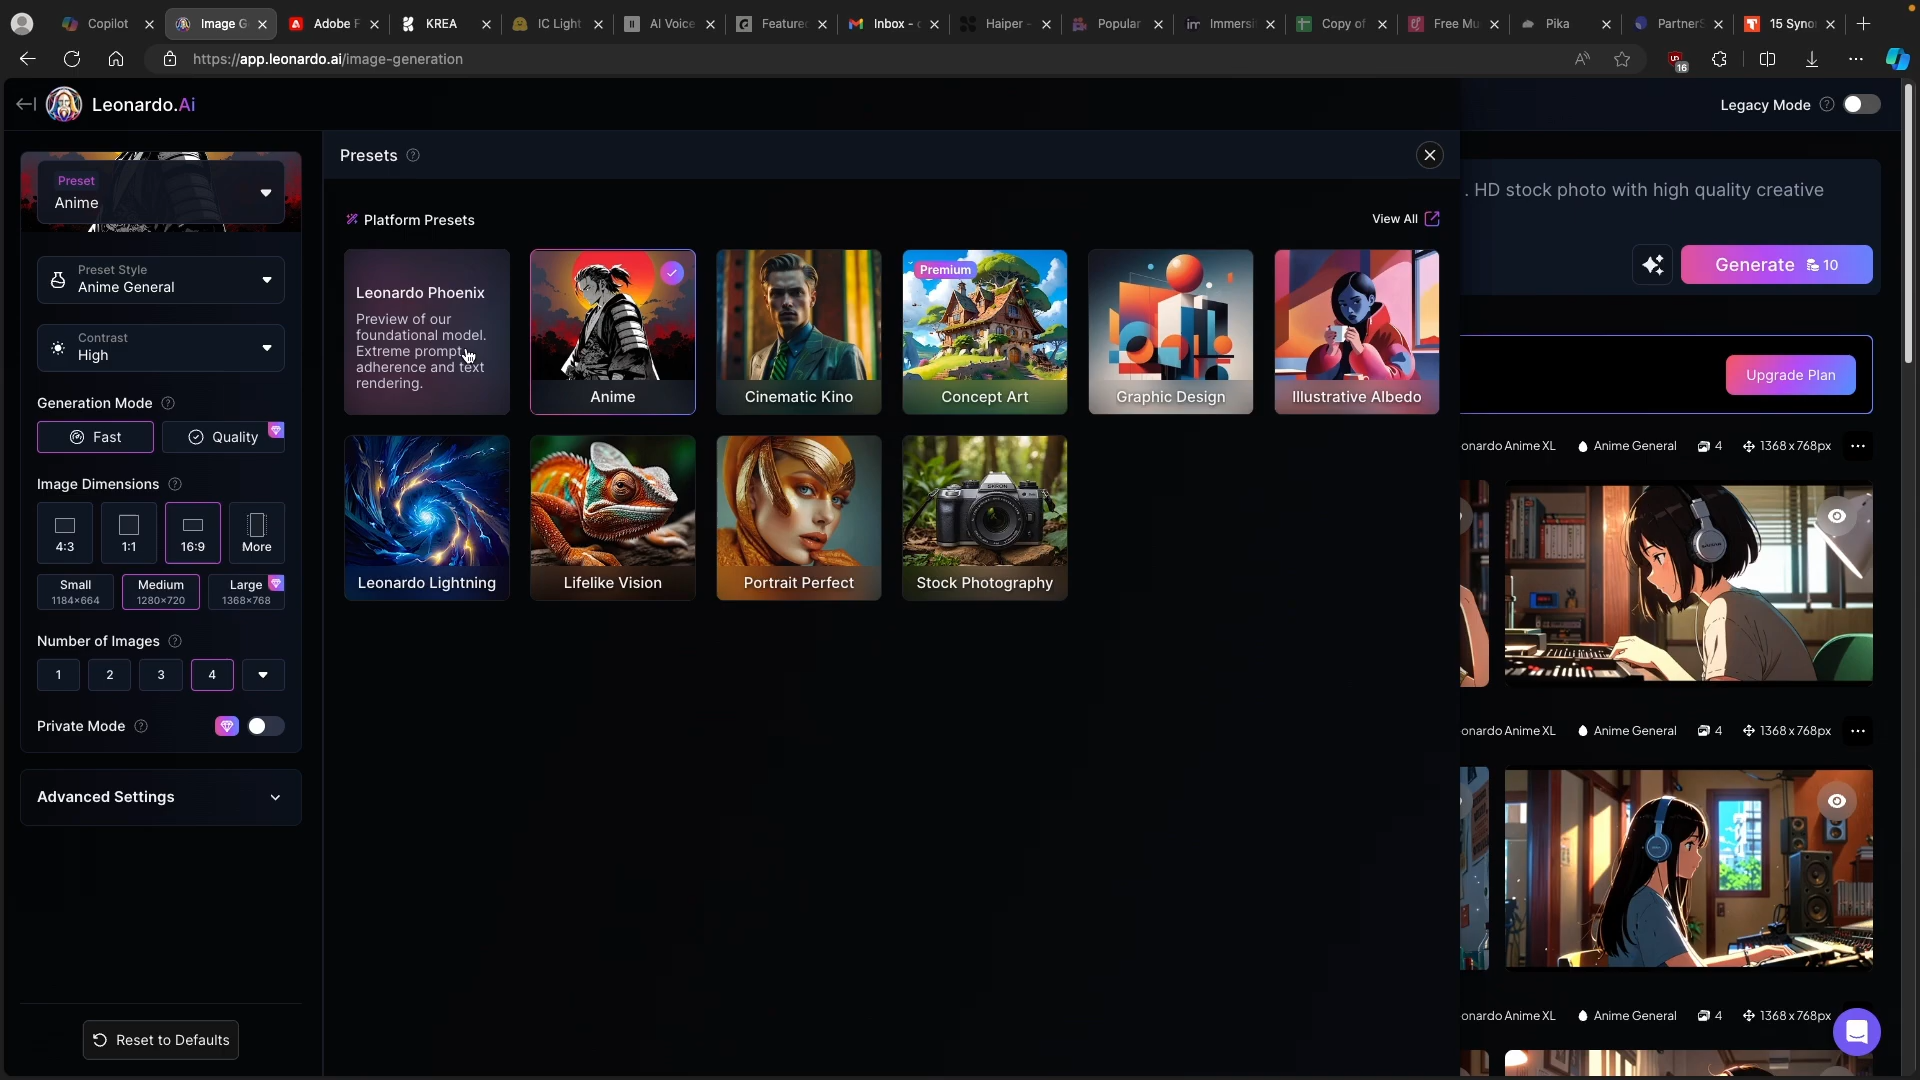 Copilot
Image G
Adobe F
KREA
IC Light
AI Voice
Feature
Inbox -
Haiper -
Popular
Immersi
Copy of
Free Mu
Pika
Partner
15 Syno
https://app.leonardo.ai/image-generation
16
Leonardo.Ai
Legacy Mode
Preset
Anime
Preset Style
Anime General
Contrast
High
Generation Mode
Fast
Quality
Image Dimensions
4:3
1:1
16:9
More
Small
1184×664
Medium
1280×720
Large
1368×768
Number of Images
1
2
3
4
Private Mode
Advanced Settings
Reset to Defaults
Presets
Platform Presets
View All
Leonardo Phoenix
Preview of our
foundational model.
Extreme prompt
adherence and text
rendering.
Anime
Cinematic Kino
Premium
Concept Art
Graphic Design
Illustrative Albedo
Leonardo Lightning
Lifelike Vision
Portrait Perfect
Stock Photography
. HD stock photo with high quality creative
Generate 10
Upgrade Plan
onardo Anime XL Anime General 4 1368 x 768px
onardo Anime XL Anime General 4 1368 x 768px
onardo Anime XL Anime General 4 1368 x 768px